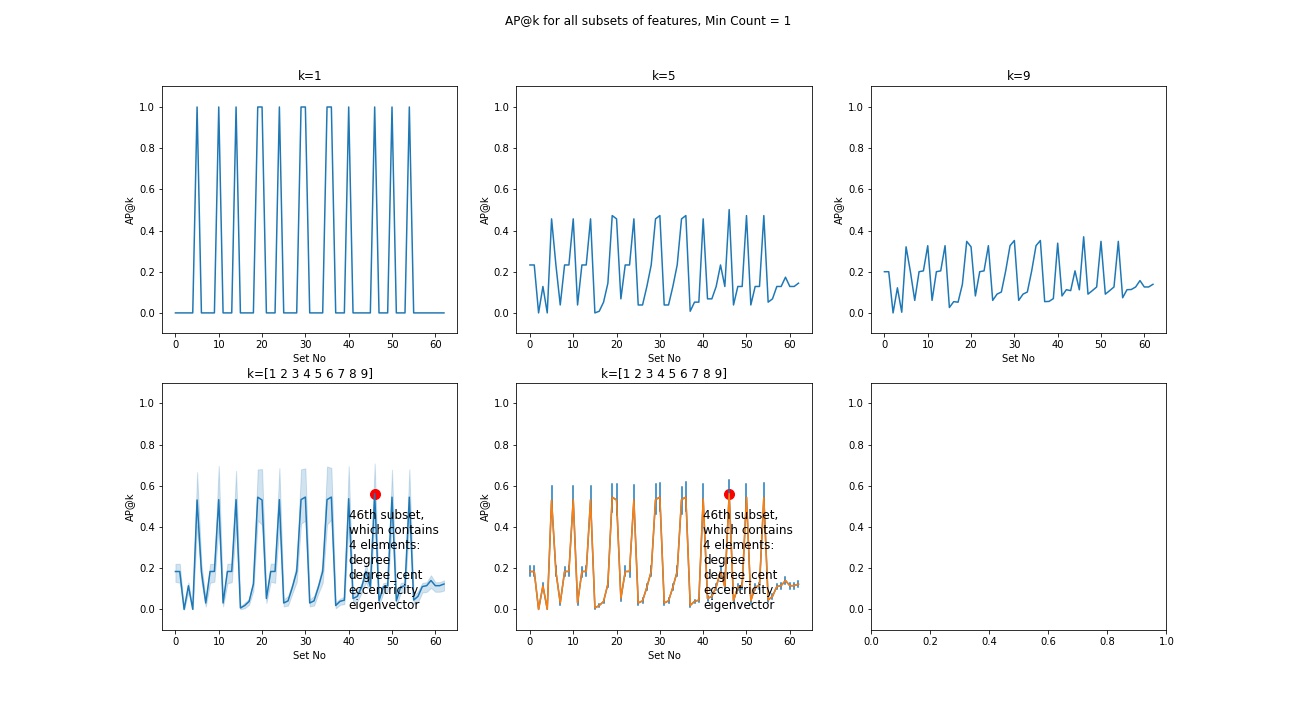 AP@k for all subsets of features, Min Count = 1
k=1
1.0
0.8
0.6
0.4
0.2
0.0
AP@k
0 10 20 30 40 50 60
Set No
k=5
1.0
0.8
0.6
0.4
0.2
0.0
AP@k
0 10 20 30 40 50 60
Set No
k=9
1.0
0.8
0.6
0.4
0.2
0.0
AP@k
0 10 20 30 40 50 60
Set No
k=[1 2 3 4 5 6 7 8 9]
1.0
0.8
0.6
0.4
0.2
0.0
AP@k
46th subset,
which contains
4 elements:
degree
degree_cent
eccentricity
eigenvector
0 10 20 30 40 50 60
Set No
k=[1 2 3 4 5 6 7 8 9]
1.0
0.8
0.6
0.4
0.2
0.0
AP@k
46th subset,
which contains
4 elements:
degree
degree_cent
eccentricity
eigenvector
0 10 20 30 40 50 60
Set No
1.0
0.8
0.6
0.4
0.2
0.0
0.0 0.2 0.4 0.6 0.8 1.0